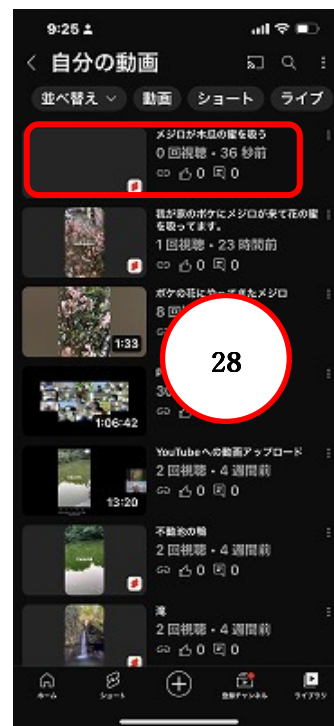 9:25
自分の動画
並べ替え 動画 ショート ライブ
メジロが木瓜の蜜を吸う
0 回視聴・36 秒前
0 0
我が家のボケにメジロが来て花の蜜
を吸ってます。
1 回視聴・23 時間前
0 0
ボケの花にやってきたメジロ
8 回
1:33
28
30
1:06:42
YouTubeへの動画アップロード
2 回視聴・4 週間前
0 0
13:20
不動池の
2 回視聴・4 週間前
0 0
滝
2 回視聴・4 週間前
0 0
ホーム ショート 登録チャンネル ライブラリ